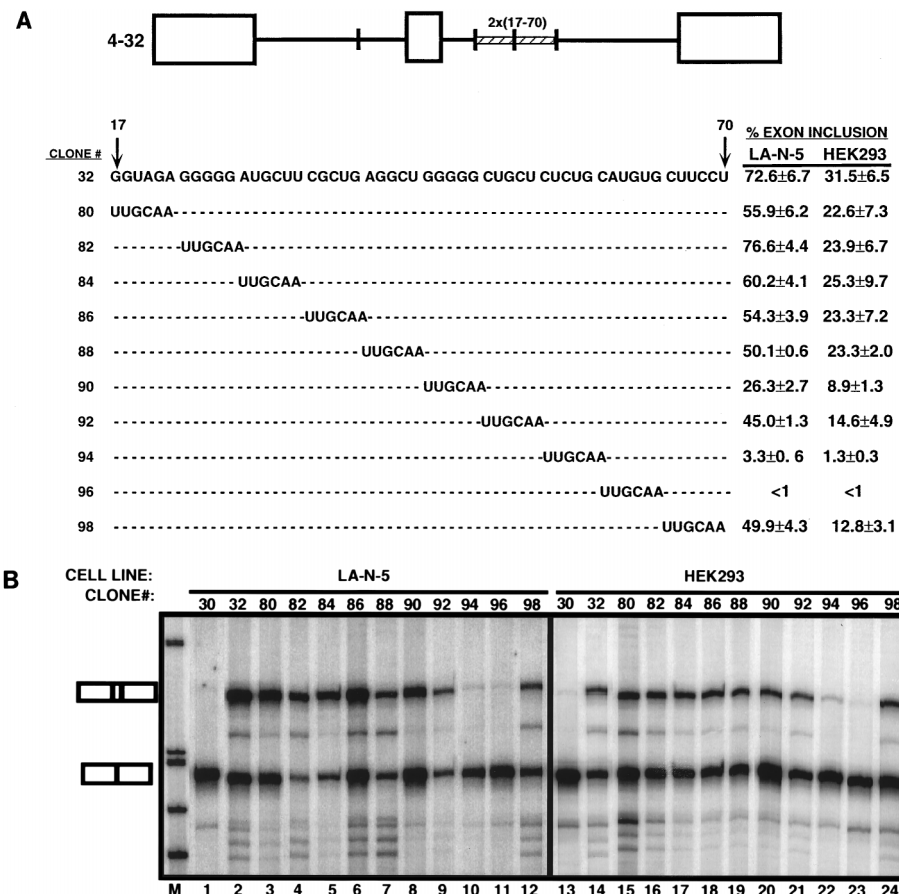 A
2x(17-70)
4-32
17 70
% EXON INCLUSION
CLONE # LA-N-5 HEK293
32 GGUAGA GGGGG AUGCUU CGCUG AGGCU GGGGG CUGCU CUCUG CAUGUG CUUCCU 72.6±6.7 31.5±6.5
80 UUGCAA 55.9±6.2 22.6±7.3
82 UUGCAA 76.6±4.4 23.9±6.7
84 UUGCAA 60.2±4.1 25.3±9.7
86 UUGCAA 54.3±3.9 23.3±7.2
88 UUGCAA 50.1±0.6 23.3±2.0
90 UUGCAA 26.3±2.7 8.9±1.3
92 UUGCAA 45.0±1.3 14.6±4.9
94 UUGCAA 3.3±0. 6 1.3±0.3
96 UUGCAA <1 <1
98 UUGCAA 49.9±4.3 12.8±3.1
B
CELL LINE: LA-N-5 HEK293
CLONE#: 30 32 80 82 84 86 88 90 92 94 96 98 30 32 80 82 84 86 88 90 92 94 96 98
M 1 2 3 4 5 6 7 8 9 10 11 12 13 14 15 16 17 18 19 20 21 22 23 24